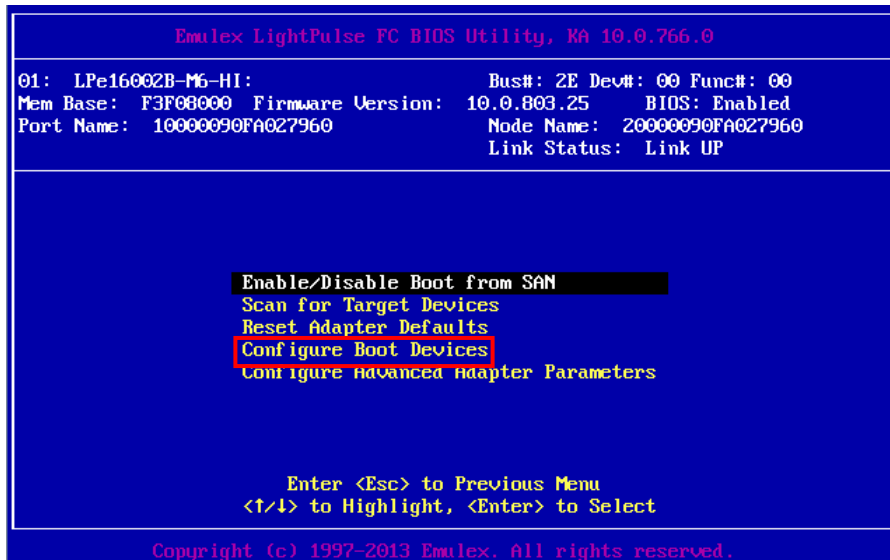 Emulex LightPulse FC BIOS Utility, KA 10.0.766.0
01: LPe16002B-M6-HI: Bus#: 2E Dev#: 00 Func#: 00
Mem Base: F3F08000 Firmware Version: 10.0.803.25 BIOS: Enabled
Port Name: 10000090FA027960 Node Name: 20000090FA027960
Link Status: Link UP
Enable/Disable Boot from SAN
Scan for Target Devices
Reset Adapter Defaults
Configure Boot Devices
Configure Advanced Adapter Parameters
Enter <Esc> to Previous Menu
<↑/↓> to Highlight, <Enter> to Select
Copyright (c) 1997-2013 Emulex. All rights reserved.